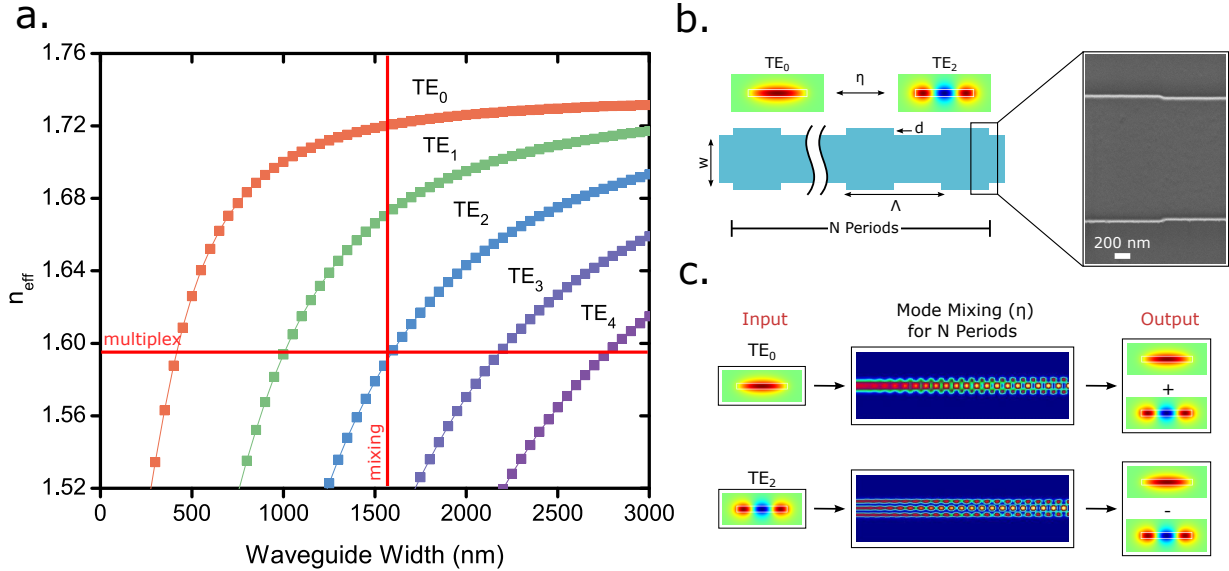 a.
1.76
1.72
1.68
1.64
1.60
1.56
1.52
n_eff
0
500
1000
1500
2000
2500
3000
Waveguide Width (nm)
TE₀
TE₁
TE₂
TE₃
TE₄
multiplex
mixing
b.
TE₀
η
TE₂
d
w
Λ
N Periods
200 nm
c.
Input
Mode Mixing (η)
for N Periods
Output
TE₀
+
TE₂
-